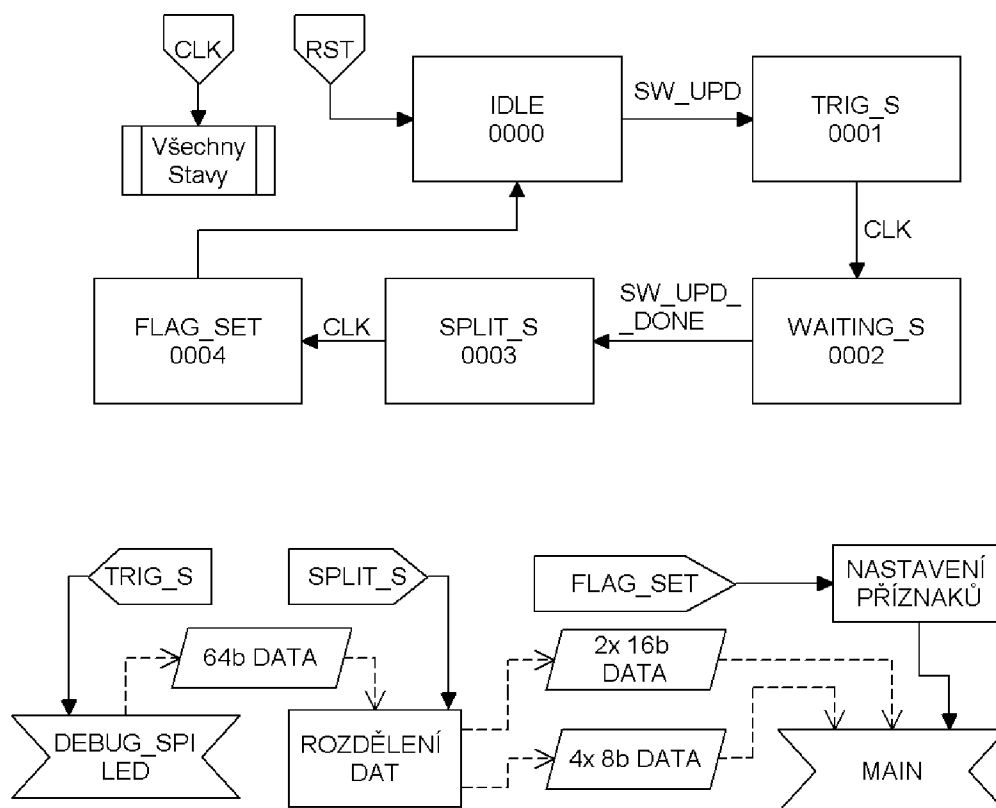 CLK
RST
IDLE
0000
SW_UPD
TRIG_S
0001
Všechny
Stavy
CLK
FLAG_SET
0004
CLK
SPLIT_S
0003
SW_UPD_
_DONE
WAITING_S
0002
TRIG_S
SPLIT_S
FLAG_SET
NASTAVENÍ
PŘÍZNAKŮ
64b DATA
2x 16b
DATA
DEBUG_SPI
LED
ROZDĚLENÍ
DAT
4x 8b DATA
MAIN